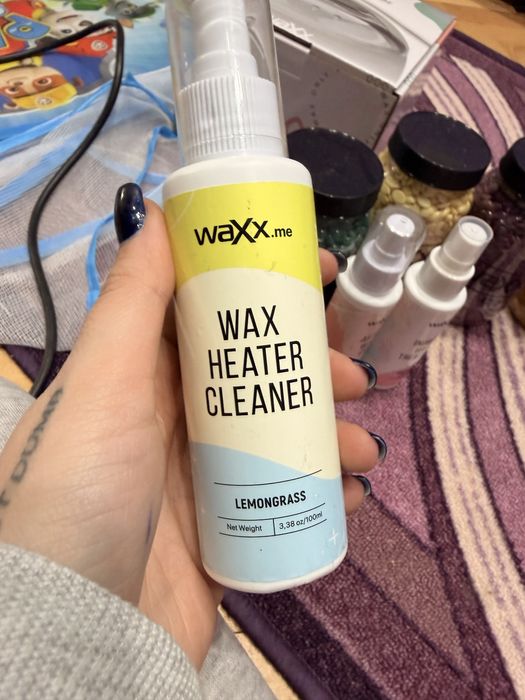 waXx.me
WAX
HEATER
CLEANER
LEMONGRASS
Net Weight 3,38 oz/100ml